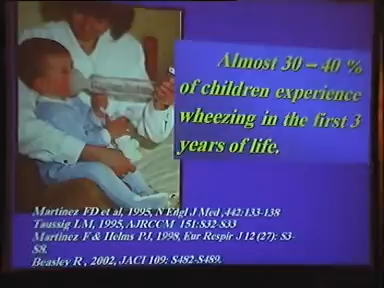 Almost 30 – 40 %
of children experience
wheezing in the first 3
years of life.
Martinez FD et al, 1995, N Engl J Med ,442:133-138
Taussig LM, 1995, AJRCCM 151:S32-S33
Martinez F & Helms PJ, 1998, Eur Respir J 12 (27): S3-
S8.
Beasley R , 2002, JACI 109: S482-S489.